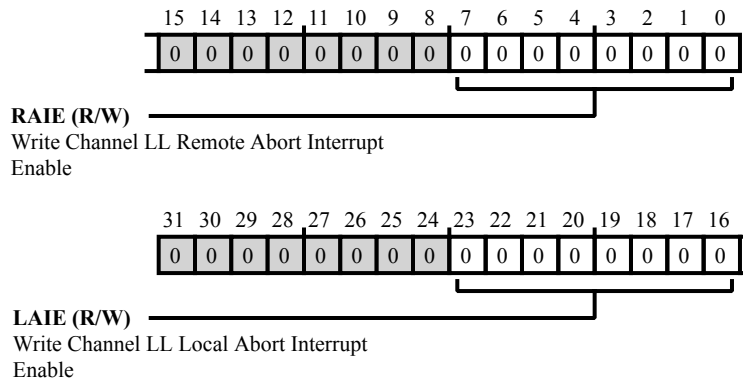 15 14 13 12 11 10 9 8 7 6 5 4 3 2 1 0
0 0 0 0 0 0 0 0 0 0 0 0 0 0 0 0
RAIE (R/W)
Write Channel LL Remote Abort Interrupt
Enable
31 30 29 28 27 26 25 24 23 22 21 20 19 18 17 16
0 0 0 0 0 0 0 0 0 0 0 0 0 0 0 0
LAIE (R/W)
Write Channel LL Local Abort Interrupt
Enable